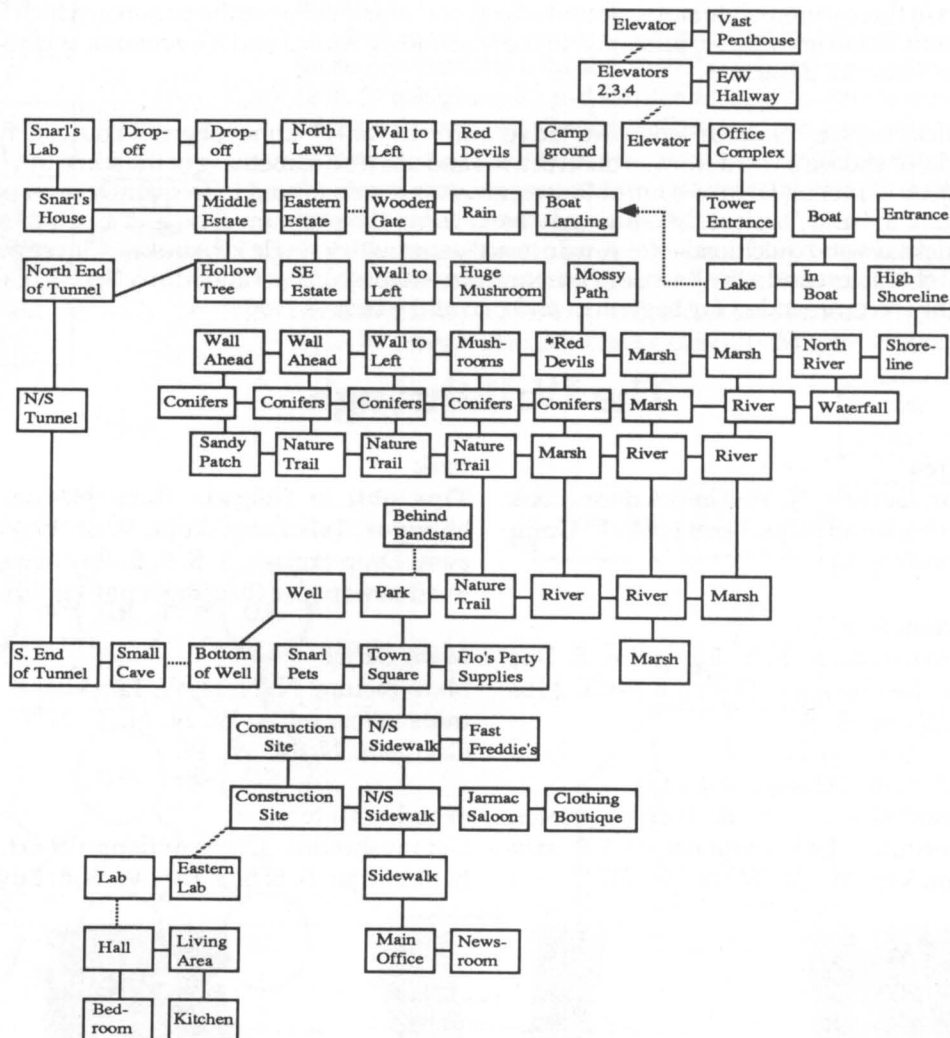 Elevator
Vast
Penthouse
Elevators
2,3,4
E/W
Hallway
Snarl's
Lab
Drop-
off
Drop-
off
North
Lawn
Wall to
Left
Red
Devils
Camp
ground
Elevator
Office
Complex
Snarl's
House
Middle
Estate
Eastern
Estate
Wooden
Gate
Rain
Boat
Landing
Tower
Entrance
Boat
Entrance
North End
of Tunnel
Hollow
Tree
SE
Estate
Wall to
Left
Huge
Mushroom
Mossy
Path
Lake
In
Boat
High
Shoreline
Wall
Ahead
Wall
Ahead
Wall to
Left
Mush-
rooms
*Red
Devils
Marsh
Marsh
North
River
Shore-
line
N/S
Tunnel
Conifers
Conifers
Conifers
Conifers
Conifers
Marsh
River
Waterfall
Sandy
Patch
Nature
Trail
Nature
Trail
Nature
Trail
Marsh
River
River
Behind
Bandstand
Well
Park
Nature
Trail
River
River
Marsh
S. End
of Tunnel
Small
Cave
Bottom
of Well
Snarl
Pets
Town
Square
Flo's Party
Supplies
Marsh
Construction
Site
N/S
Sidewalk
Fast
Freddie's
Construction
Site
N/S
Sidewalk
Jarmac
Saloon
Clothing
Boutique
Lab
Eastern
Lab
Sidewalk
Hall
Living
Area
Main
Office
News-
room
Bed-
room
Kitchen